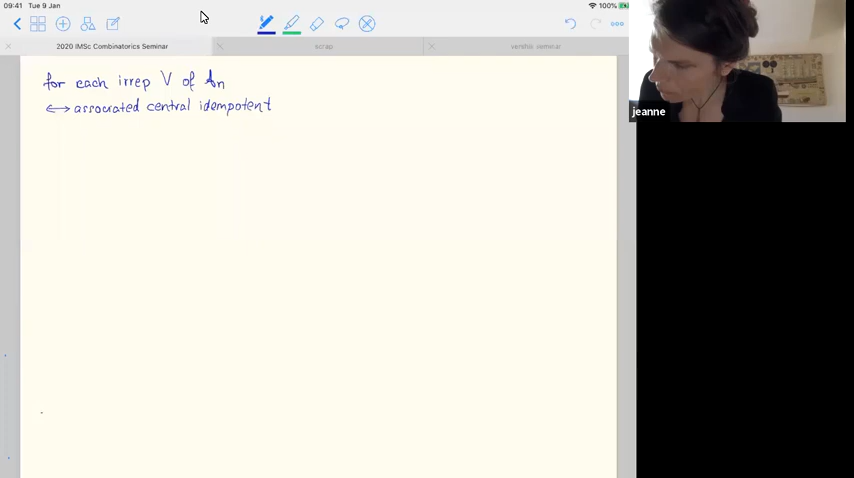 09:41 Tue 9 Jan
100%
2020 IMSc Combinatorics Seminar
scrap
versha seminar
for each irrep V of Sn
↔ associated central idempotent
jeanne